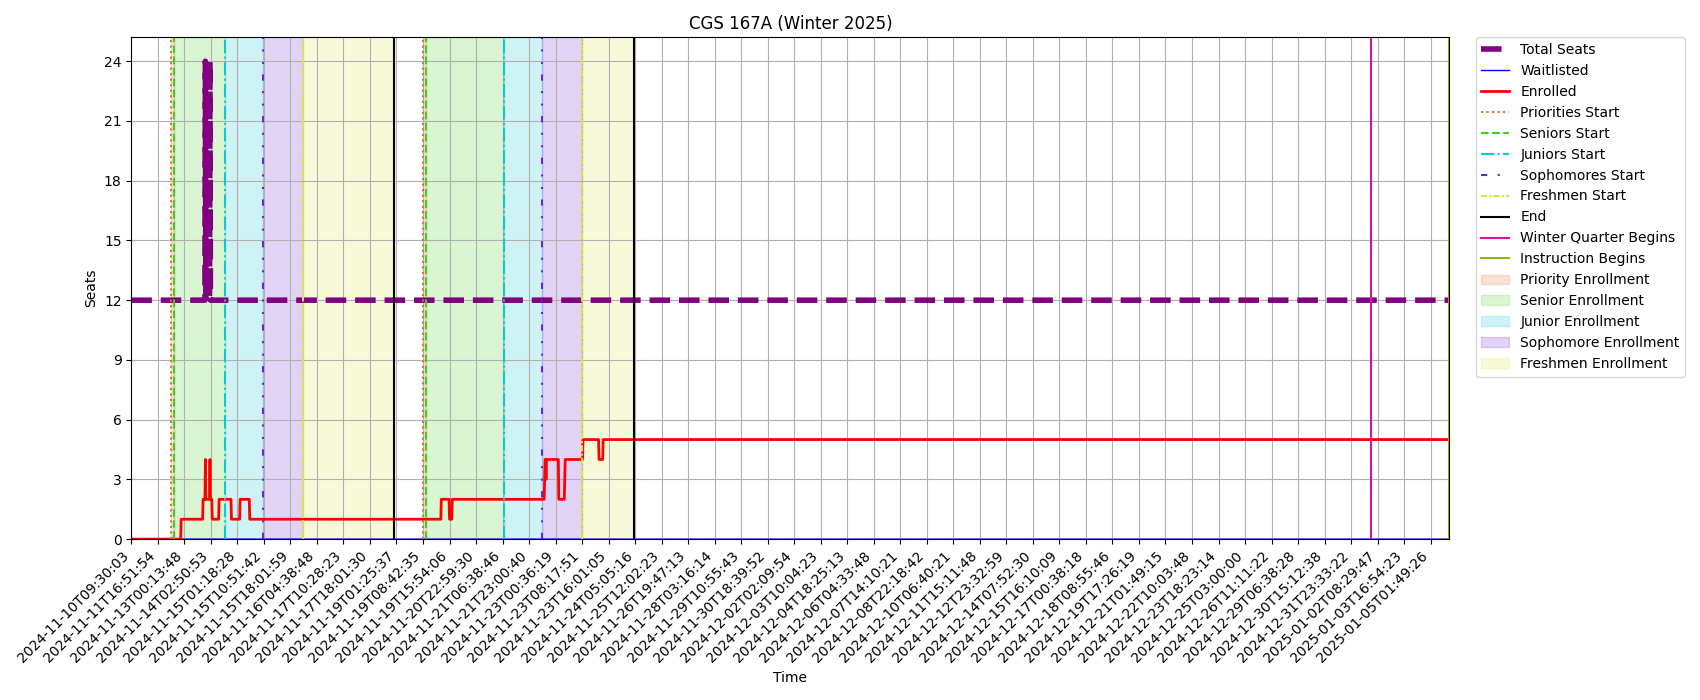 CGS 167A (Winter 2025)
Seats
24
21
18
15
12
9
6
3
0
2024-11-10T09:30:03
2024-11-11T16:51:54
2024-11-13T00:13:48
2024-11-14T02:50:53
2024-11-15T01:18:28
2024-11-15T10:51:42
2024-11-15T18:01:59
2024-11-16T04:38:48
2024-11-17T10:28:23
2024-11-17T18:01:30
2024-11-19T01:25:37
2024-11-19T08:42:35
2024-11-19T15:54:06
2024-11-20T22:59:30
2024-11-21T06:38:46
2024-11-21T23:00:40
2024-11-23T00:36:19
2024-11-23T08:17:51
2024-11-23T16:01:05
2024-11-24T05:05:16
2024-11-25T12:02:23
2024-11-26T19:47:13
2024-11-28T03:16:14
2024-11-29T10:55:43
2024-11-30T18:39:52
2024-12-02T02:09:54
2024-12-03T10:04:23
2024-12-04T18:25:13
2024-12-06T04:33:48
2024-12-07T14:10:21
2024-12-08T22:18:42
2024-12-10T06:40:21
2024-12-11T15:11:48
2024-12-12T23:32:59
2024-12-14T07:52:30
2024-12-15T16:10:09
2024-12-17T00:38:18
2024-12-18T08:55:46
2024-12-19T17:26:19
2024-12-21T01:49:15
2024-12-22T10:03:48
2024-12-23T18:23:14
2024-12-25T03:00:00
2024-12-26T11:11:22
2024-12-29T06:38:28
2024-12-30T15:12:38
2024-12-31T23:33:22
2025-01-02T08:29:47
2025-01-03T16:54:23
2025-01-05T01:49:26
Time
Total Seats
Waitlisted
Enrolled
Priorities Start
Seniors Start
Juniors Start
Sophomores Start
Freshmen Start
End
Winter Quarter Begins
Instruction Begins
Priority Enrollment
Senior Enrollment
Junior Enrollment
Sophomore Enrollment
Freshmen Enrollment